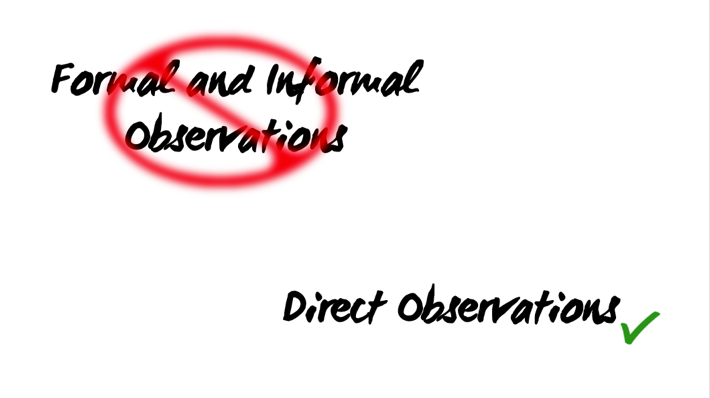 Formal and Informal
Observations
Direct Observations